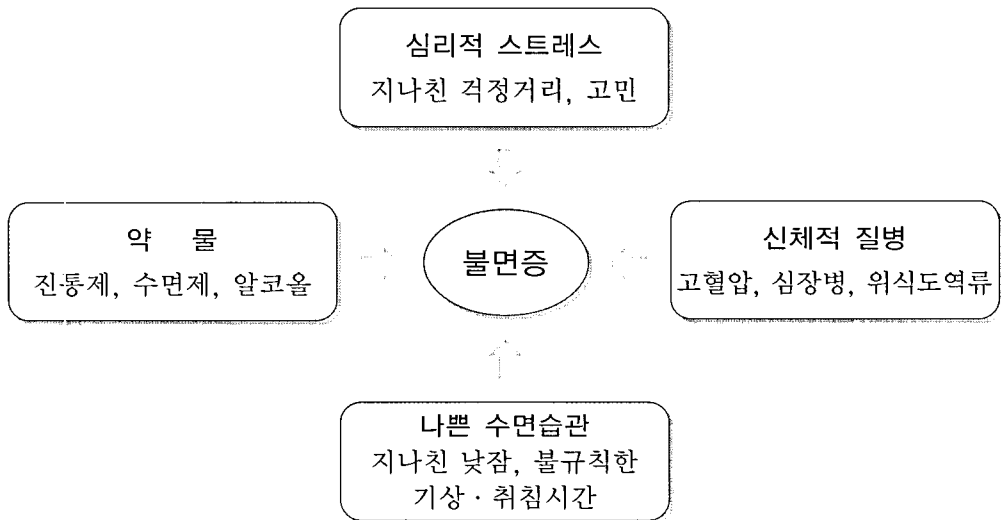 심리적 스트레스
지나친 걱정거리, 고민
약 물
진통제, 수면제, 알코올
불면증
신체적 질병
고혈압, 심장병, 위식도역류
나쁜 수면습관
지나친 낮잠, 불규칙한
기상 · 취침시간